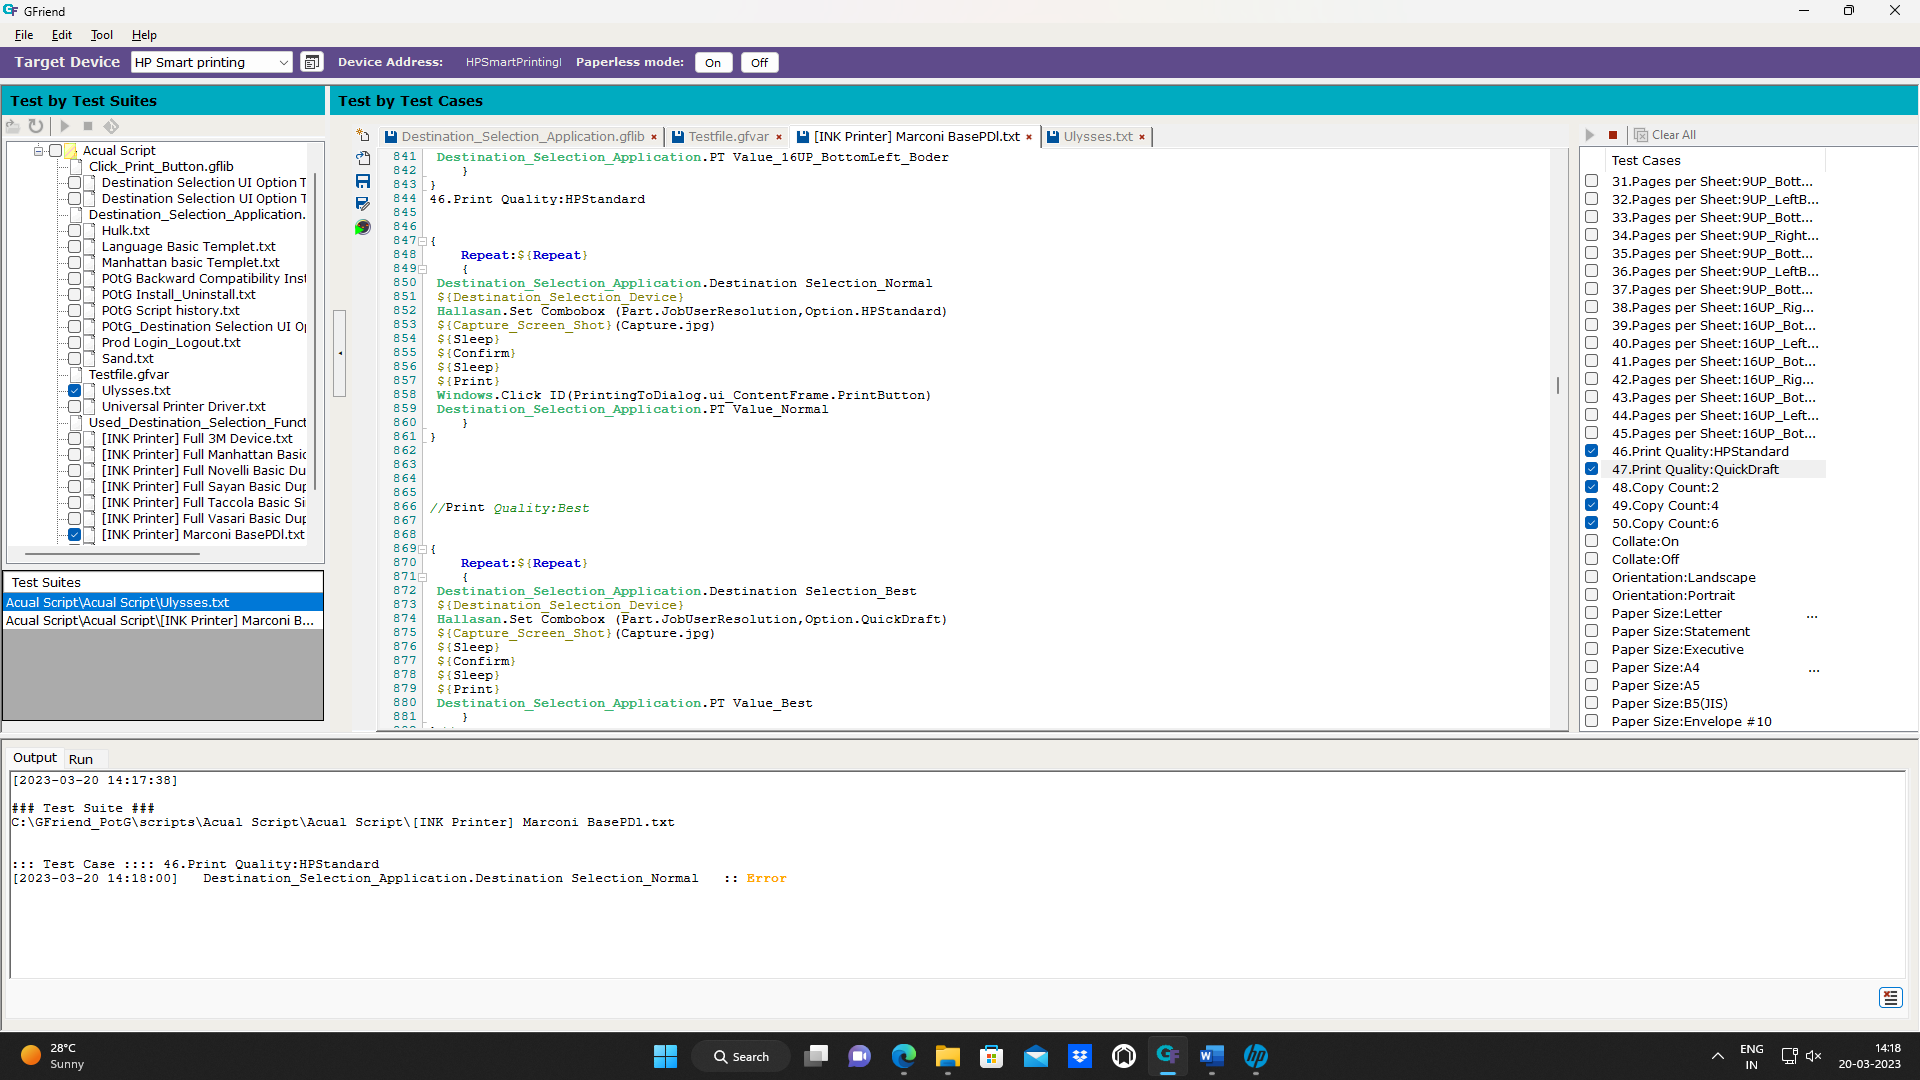 GFriend
File Edit Tool Help
Target Device HP Smart printing Device Address: HPSmartPrintingI Paperless mode: On Off
Test by Test Suites
Acual Script
Click_Print_Button.gflib
Destination Selection UI Option T
Destination Selection UI Option T
Destination_Selection_Application.
Hulk.txt
Language Basic Templet.txt
Manhattan basic Templet.txt
POtG Backward Compatibility Inst
POtG Install_Uninstall.txt
POtG Script history.txt
POtG_Destination Selection UI Op
Prod Login_Logout.txt
Sand.txt
Testfile.gfvar
Ulysses.txt
Universal Printer Driver.txt
Used_Destination_Selection_Funct
[INK Printer] Full 3M Device.txt
[INK Printer] Full Manhattan Basic
[INK Printer] Full Novelli Basic Du
[INK Printer] Full Sayan Basic Dup
[INK Printer] Full Taccola Basic Si
[INK Printer] Full Vasari Basic Dup
[INK Printer] Marconi BasePDl.txt
Test Suites
Acual Script\Acual Script\Ulysses.txt
Acual Script\Acual Script\[INK Printer] Marconi B...
Test by Test Cases
Destination_Selection_Application.gflib Testfile.gfvar [INK Printer] Marconi BasePDl.txt Ulysses.txt
841 Destination_Selection_Application.PT Value_16UP_BottomLeft_Boder
842 }
843 }
844 46.Print Quality:HPStandard
845
846
847 {
848 Repeat:${Repeat}
849 {
850 Destination_Selection_Application.Destination Selection_Normal
851 ${Destination_Selection_Device}
852 Hallasan.Set Combobox (Part.JobUserResolution,Option.HPStandard)
853 ${Capture_Screen_Shot}(Capture.jpg)
854 ${Sleep}
855 ${Confirm}
856 ${Sleep}
857 ${Print}
858 Windows.Click ID(PrintingToDialog.ui_ContentFrame.PrintButton)
859 Destination_Selection_Application.PT Value_Normal
860 }
861 }
862
863
864
865
866 //Print Quality:Best
867
868
869 {
870 Repeat:${Repeat}
871 {
872 Destination_Selection_Application.Destination Selection_Best
873 ${Destination_Selection_Device}
874 Hallasan.Set Combobox (Part.JobUserResolution,Option.QuickDraft)
875 ${Capture_Screen_Shot}(Capture.jpg)
876 ${Sleep}
877 ${Confirm}
878 ${Sleep}
879 ${Print}
880 Destination_Selection_Application.PT Value_Best
881 }
Clear All
Test Cases
31.Pages per Sheet:9UP_Bott...
32.Pages per Sheet:9UP_LeftB...
33.Pages per Sheet:9UP_Bott...
34.Pages per Sheet:9UP_Right...
35.Pages per Sheet:9UP_Bott...
36.Pages per Sheet:9UP_LeftB...
37.Pages per Sheet:9UP_Bott...
38.Pages per Sheet:16UP_Rig...
39.Pages per Sheet:16UP_Bot...
40.Pages per Sheet:16UP_Left...
41.Pages per Sheet:16UP_Bot...
42.Pages per Sheet:16UP_Rig...
43.Pages per Sheet:16UP_Bot...
44.Pages per Sheet:16UP_Left...
45.Pages per Sheet:16UP_Bot...
46.Print Quality:HPStandard
47.Print Quality:QuickDraft
48.Copy Count:2
49.Copy Count:4
50.Copy Count:6
Collate:On
Collate:Off
Orientation:Landscape
Orientation:Portrait
Paper Size:Letter ...
Paper Size:Statement
Paper Size:Executive
Paper Size:A4 ...
Paper Size:A5
Paper Size:B5(JIS)
Paper Size:Envelope #10
Output Run
[2023-03-20 14:17:38]
### Test Suite ###
C:\GFriend_PotG\scripts\Acual Script\Acual Script\[INK Printer] Marconi BasePDl.txt
::: Test Case :::: 46.Print Quality:HPStandard
[2023-03-20 14:18:00] Destination_Selection_Application.Destination Selection_Normal :: Error
28°C
Sunny
Search
ENG
IN
14:18
20-03-2023